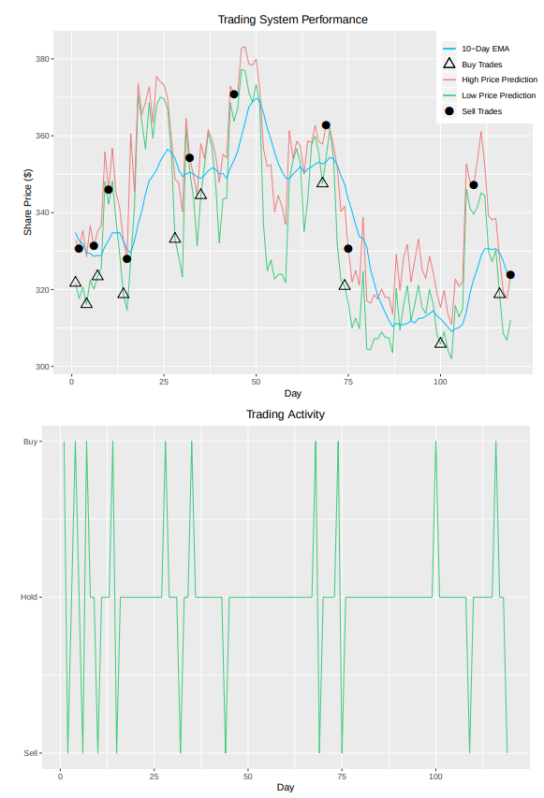 Trading System Performance
10-Day EMA
Buy Trades
High Price Prediction
Low Price Prediction
Sell Trades
Share Price ($)
380
360
340
320
300
0 25 50 75 100
Day
Trading Activity
Buy
Hold
Sell
0 25 50 75 100
Day